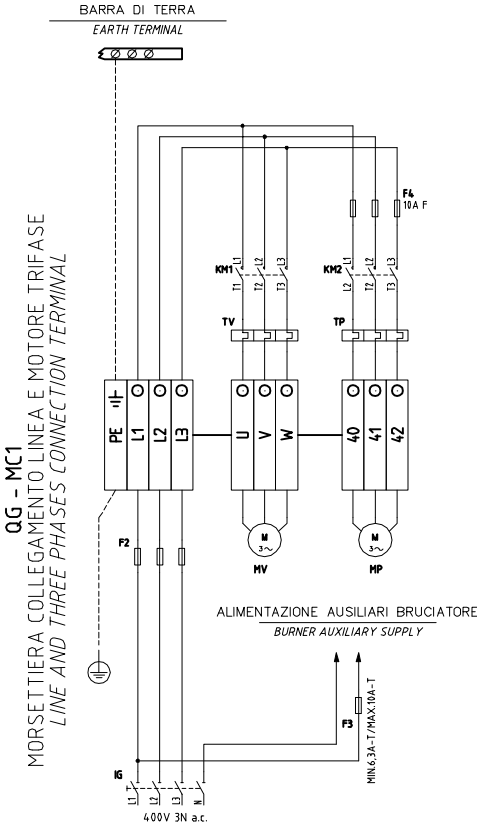 BARRA DI TERRA
EARTH TERMINAL
QG - MC1
MORSETTIERA COLLEGAMENTO LINEA E MOTORE TRIFASE
LINE AND THREE PHASES CONNECTION TERMINAL
F4
10A F
KM1
L1
L2
L3
T1
T2
T3
KM2
L1
L2
L3
L2
T2
T3
TV
TP
PE
L1
L2
L3
U
V
W
40
41
42
F2
M
3~
MV
M
3~
MP
ALIMENTAZIONE AUSILIARI BRUCIATORE
BURNER AUXILIARY SUPPLY
F3
MIN.6,3A-T/MAX.10A-T
IG
L1
L2
L3
N
400V 3N a.c.